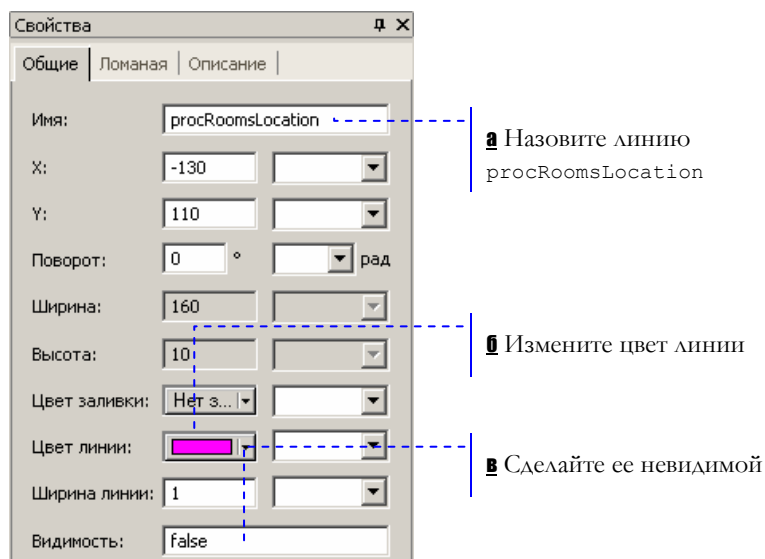 Свойства
Общие Ломаная Описание
Имя: procRoomsLocation
X: -130
Y: 110
Поворот: 0 ° рад
Ширина: 160
Высота: 10
Цвет заливки: Нет з...
Цвет линии:
Ширина линии: 1
Видимость: false
а Назовите линию
procRoomsLocation
б Измените цвет линии
в Сделайте ее невидимой